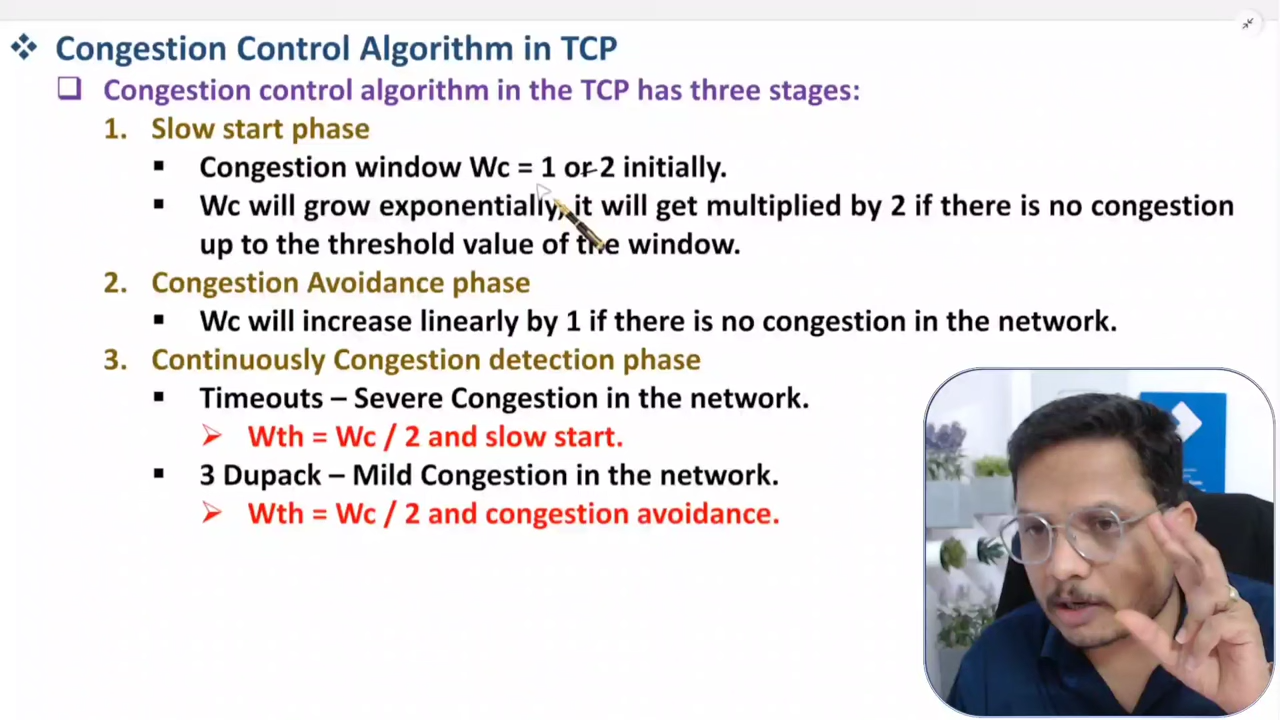 ❖ Congestion Control Algorithm in TCP
❑ Congestion control algorithm in the TCP has three stages:
1. Slow start phase
▪ Congestion window Wc = 1 or 2 initially.
▪ Wc will grow exponentially, it will get multiplied by 2 if there is no congestion
up to the threshold value of the window.
2. Congestion Avoidance phase
▪ Wc will increase linearly by 1 if there is no congestion in the network.
3. Continuously Congestion detection phase
▪ Timeouts – Severe Congestion in the network.
➢ Wth = Wc / 2 and slow start.
▪ 3 Dupack – Mild Congestion in the network.
➢ Wth = Wc / 2 and congestion avoidance.